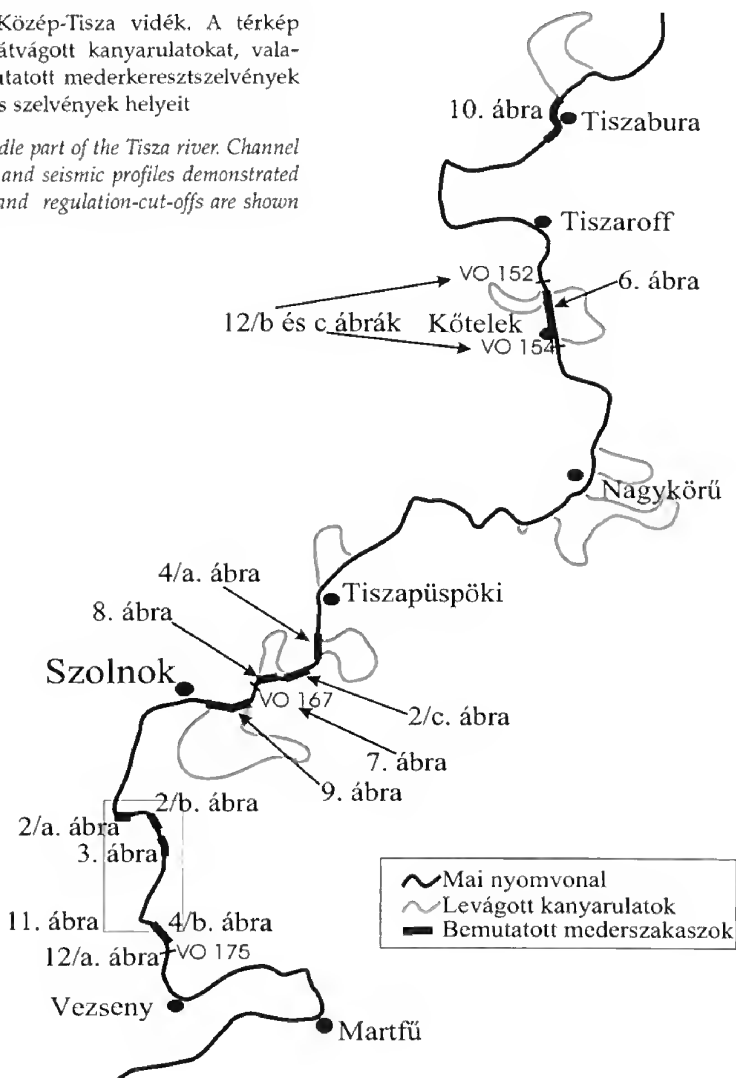 Közép-Tisza vidék. A térkép
átvágott kanyarulatokat, vala-
utatott mederkeresztszelvények
s szelvények helyeit
dle part of the Tisza river. Channel
and seismic profiles demonstrated
and regulation-cut-offs are shown
10. ábra
Tiszabura
Tiszaroff
VO 152
6. ábra
12/b és c ábrák
Kőtelek
VO 154
Nagykörű
4/a. ábra
Tiszapüspöki
8. ábra
Szolnok
VO 167
2/c. ábra
7. ábra
9. ábra
2/b. ábra
2/a. ábra
3. ábra
11. ábra
4/b. ábra
12/a. ábra
VO 175
Vezseny
Martfű
Mai nyomvonal
Levágott kanyarulatok
Bemutatott mederszakaszok